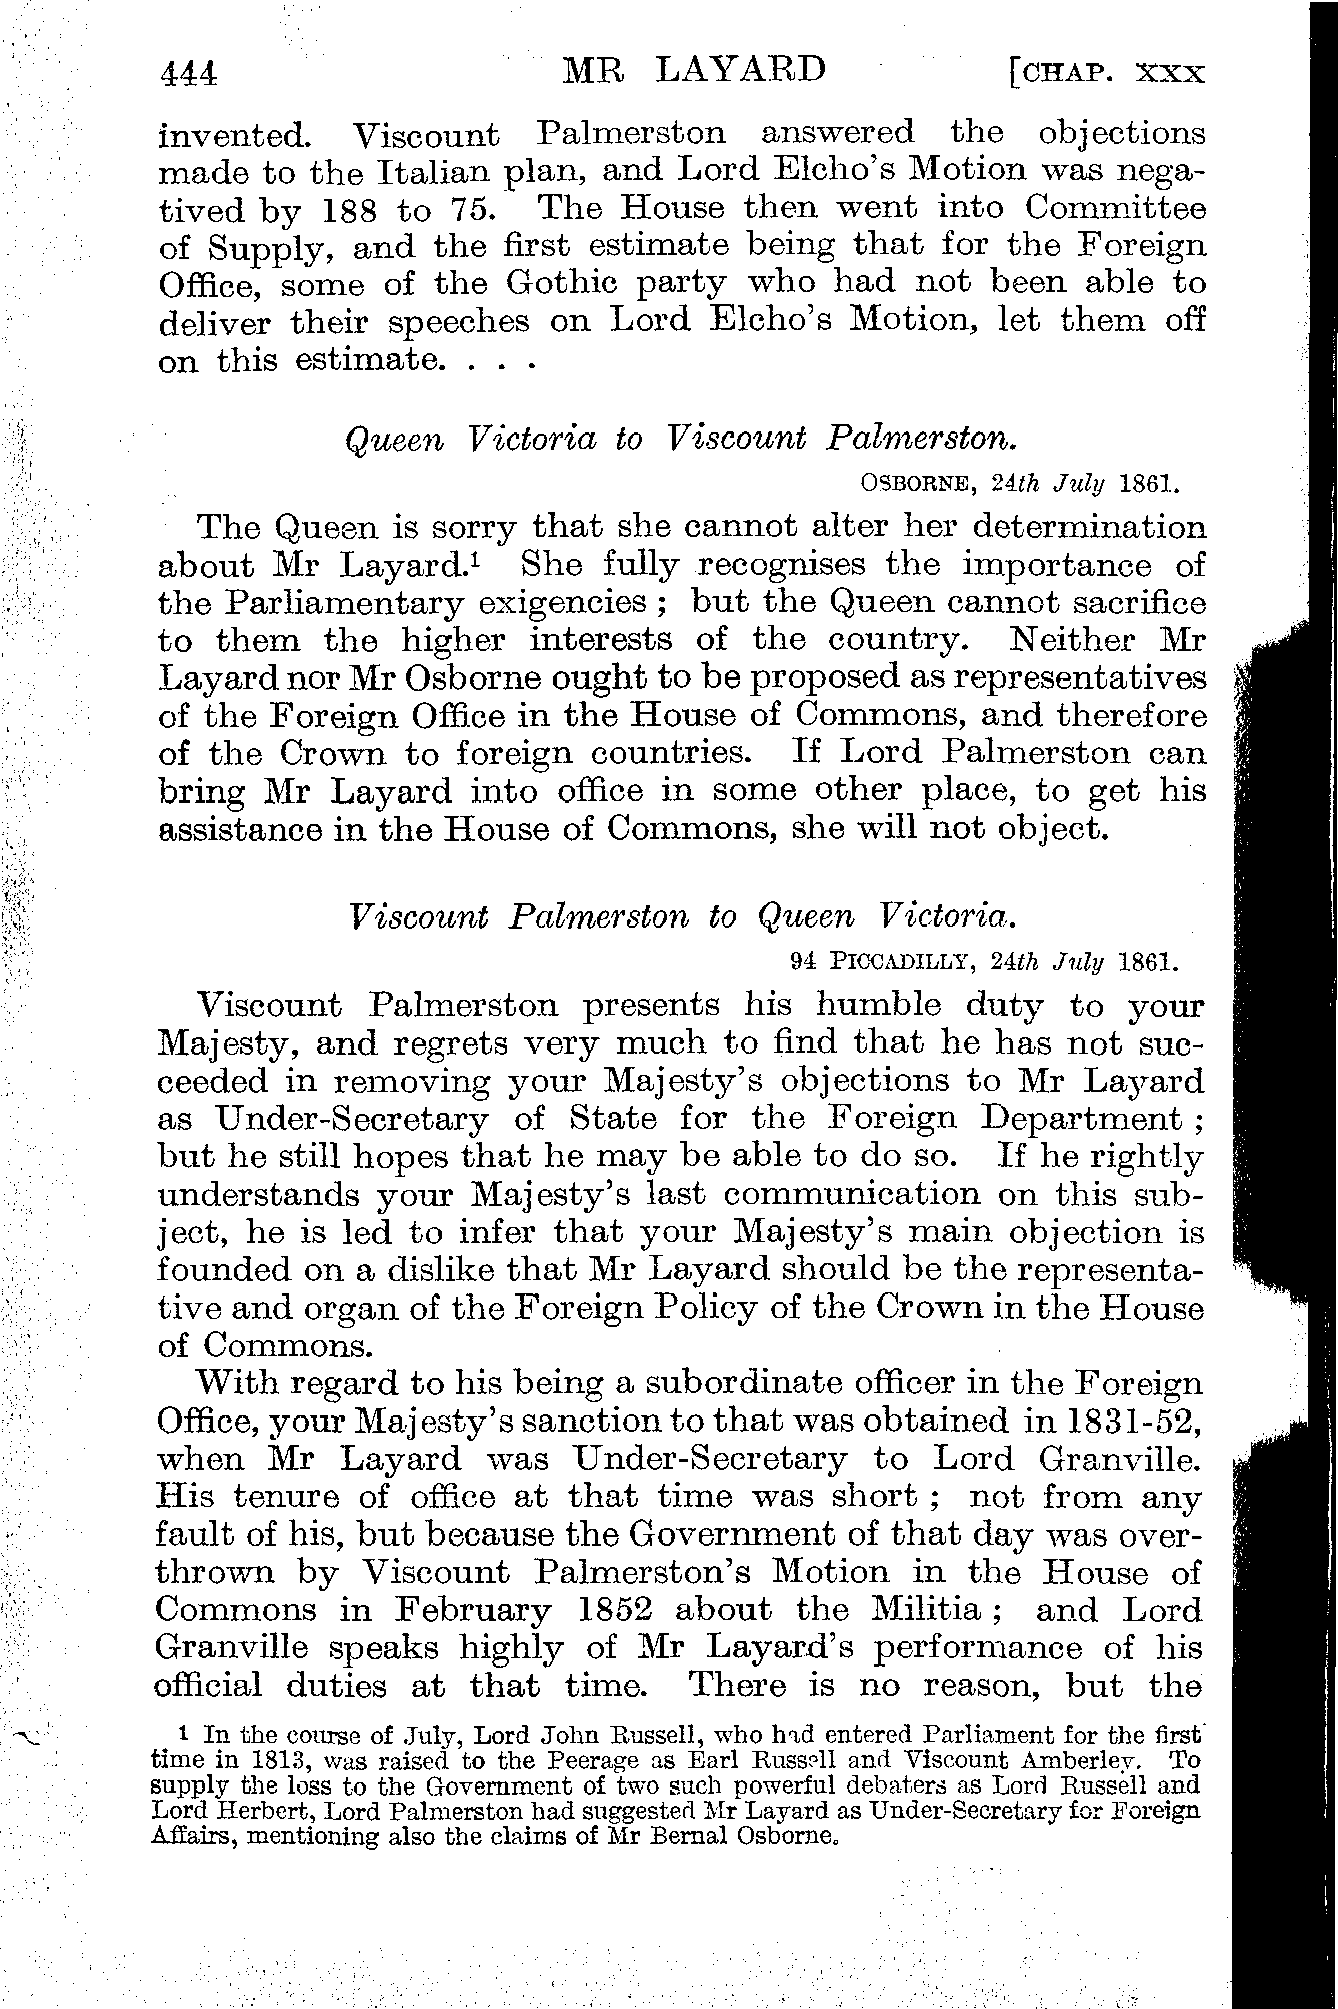 444 MR LAYARD [CHAP. XXX
invented. Viscount Palmerston answered the objections
made to the Italian plan, and Lord Elcho's Motion was nega-
tived by 188 to 75. The House then went into Committee
of Supply, and the first estimate being that for the Foreign
Office, some of the Gothic party who had not been able to
deliver their speeches on Lord Elcho's Motion, let them off
on this estimate. . . .
Queen Victoria to Viscount Palmerston.
OSBORNE, 24th July 1861.
The Queen is sorry that she cannot alter her determination
about Mr Layard.¹ She fully recognises the importance of
the Parliamentary exigencies ; but the Queen cannot sacrifice
to them the higher interests of the country. Neither Mr
Layard nor Mr Osborne ought to be proposed as representatives
of the Foreign Office in the House of Commons, and therefore
of the Crown to foreign countries. If Lord Palmerston can
bring Mr Layard into office in some other place, to get his
assistance in the House of Commons, she will not object.
Viscount Palmerston to Queen Victoria.
94 PICCADILLY, 24th July 1861.
Viscount Palmerston presents his humble duty to your
Majesty, and regrets very much to find that he has not suc-
ceeded in removing your Majesty's objections to Mr Layard
as Under-Secretary of State for the Foreign Department ;
but he still hopes that he may be able to do so. If he rightly
understands your Majesty's last communication on this sub-
ject, he is led to infer that your Majesty's main objection is
founded on a dislike that Mr Layard should be the representa-
tive and organ of the Foreign Policy of the Crown in the House
of Commons.
With regard to his being a subordinate officer in the Foreign
Office, your Majesty's sanction to that was obtained in 1831-52,
when Mr Layard was Under-Secretary to Lord Granville.
His tenure of office at that time was short ; not from any
fault of his, but because the Government of that day was over-
thrown by Viscount Palmerston's Motion in the House of
Commons in February 1852 about the Militia ; and Lord
Granville speaks highly of Mr Layard's performance of his
official duties at that time. There is no reason, but the
¹ In the course of July, Lord John Russell, who had entered Parliament for the first
time in 1813, was raised to the Peerage as Earl Russell and Viscount Amberley. To
supply the loss to the Government of two such powerful debaters as Lord Russell and
Lord Herbert, Lord Palmerston had suggested Mr Layard as Under-Secretary for Foreign
Affairs, mentioning also the claims of Mr Bernal Osborne.